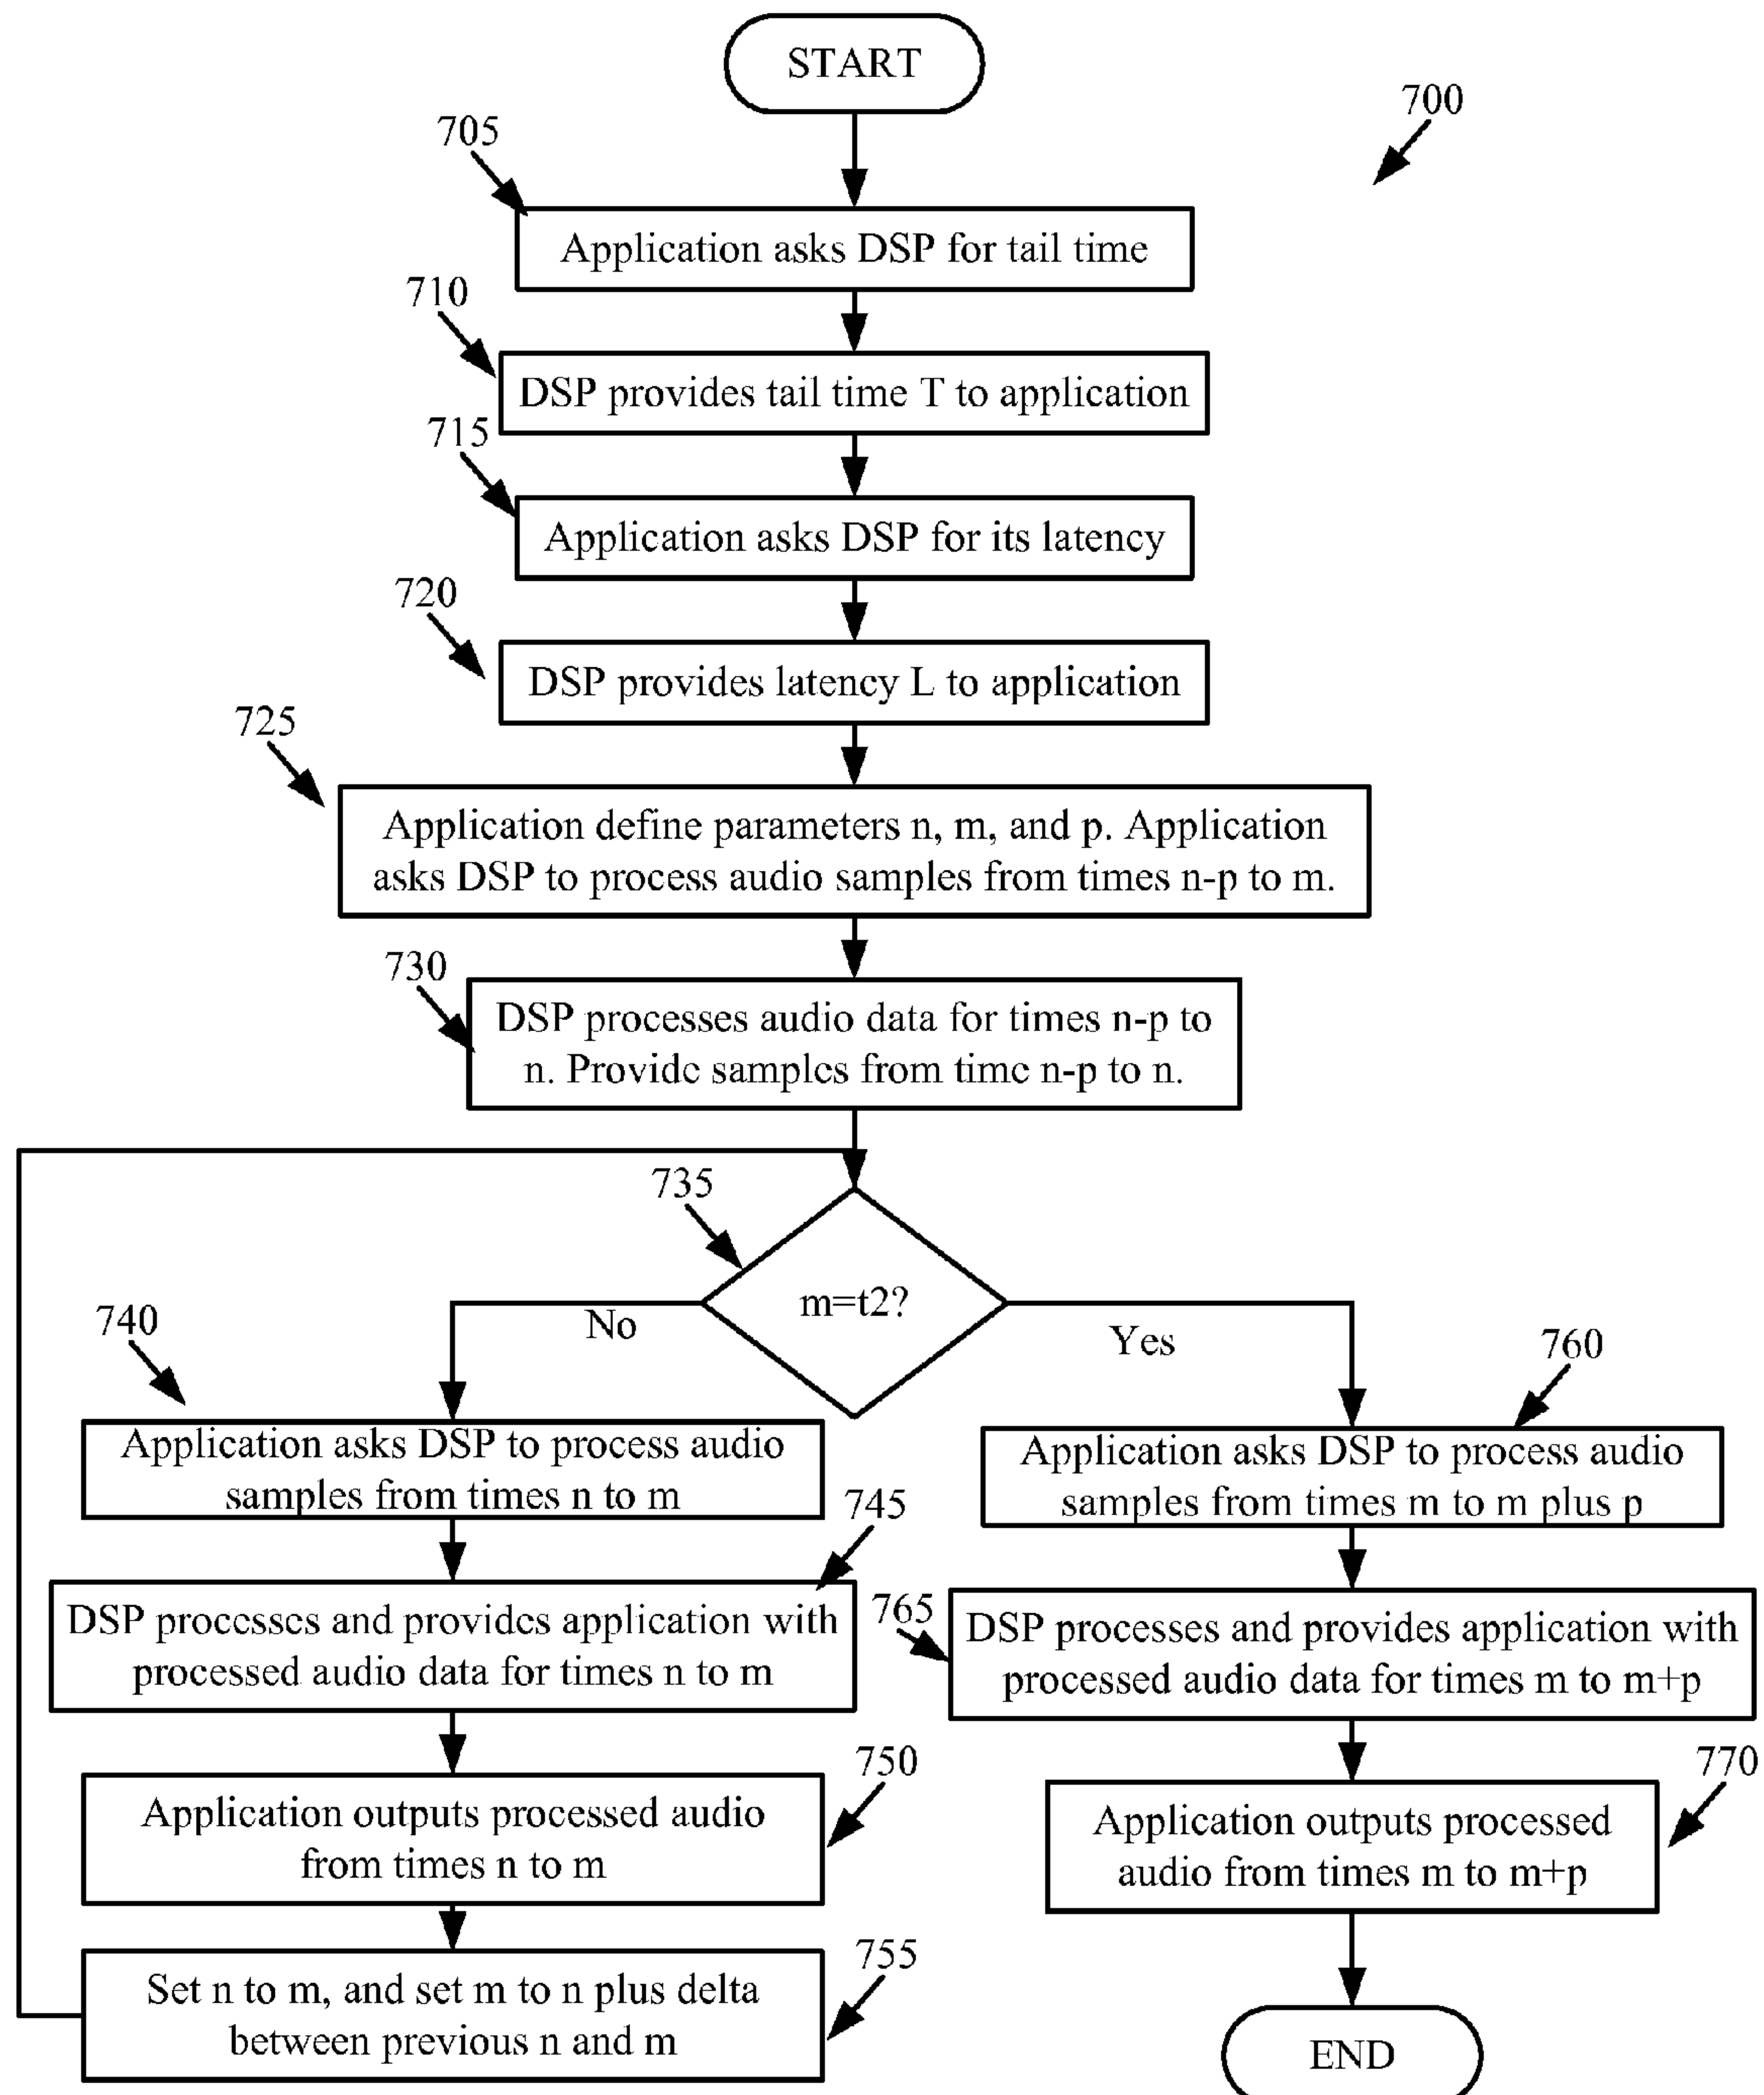 START
700
705
Application asks DSP for tail time
710
DSP provides tail time T to application
715
Application asks DSP for its latency
720
DSP provides latency L to application
725
Application define parameters n, m, and p. Application
asks DSP to process audio samples from times n-p to m.
730
DSP processes audio data for times n-p to
n. Provide samples from time n-p to n.
735
m=t2?
No
Yes
740
Application asks DSP to process audio
samples from times n to m
745
DSP processes and provides application with
processed audio data for times n to m
750
Application outputs processed audio
from times n to m
755
Set n to m, and set m to n plus delta
between previous n and m
760
Application asks DSP to process audio
samples from times m to m plus p
765
DSP processes and provides application with
processed audio data for times m to m+p
770
Application outputs processed
audio from times m to m+p
END